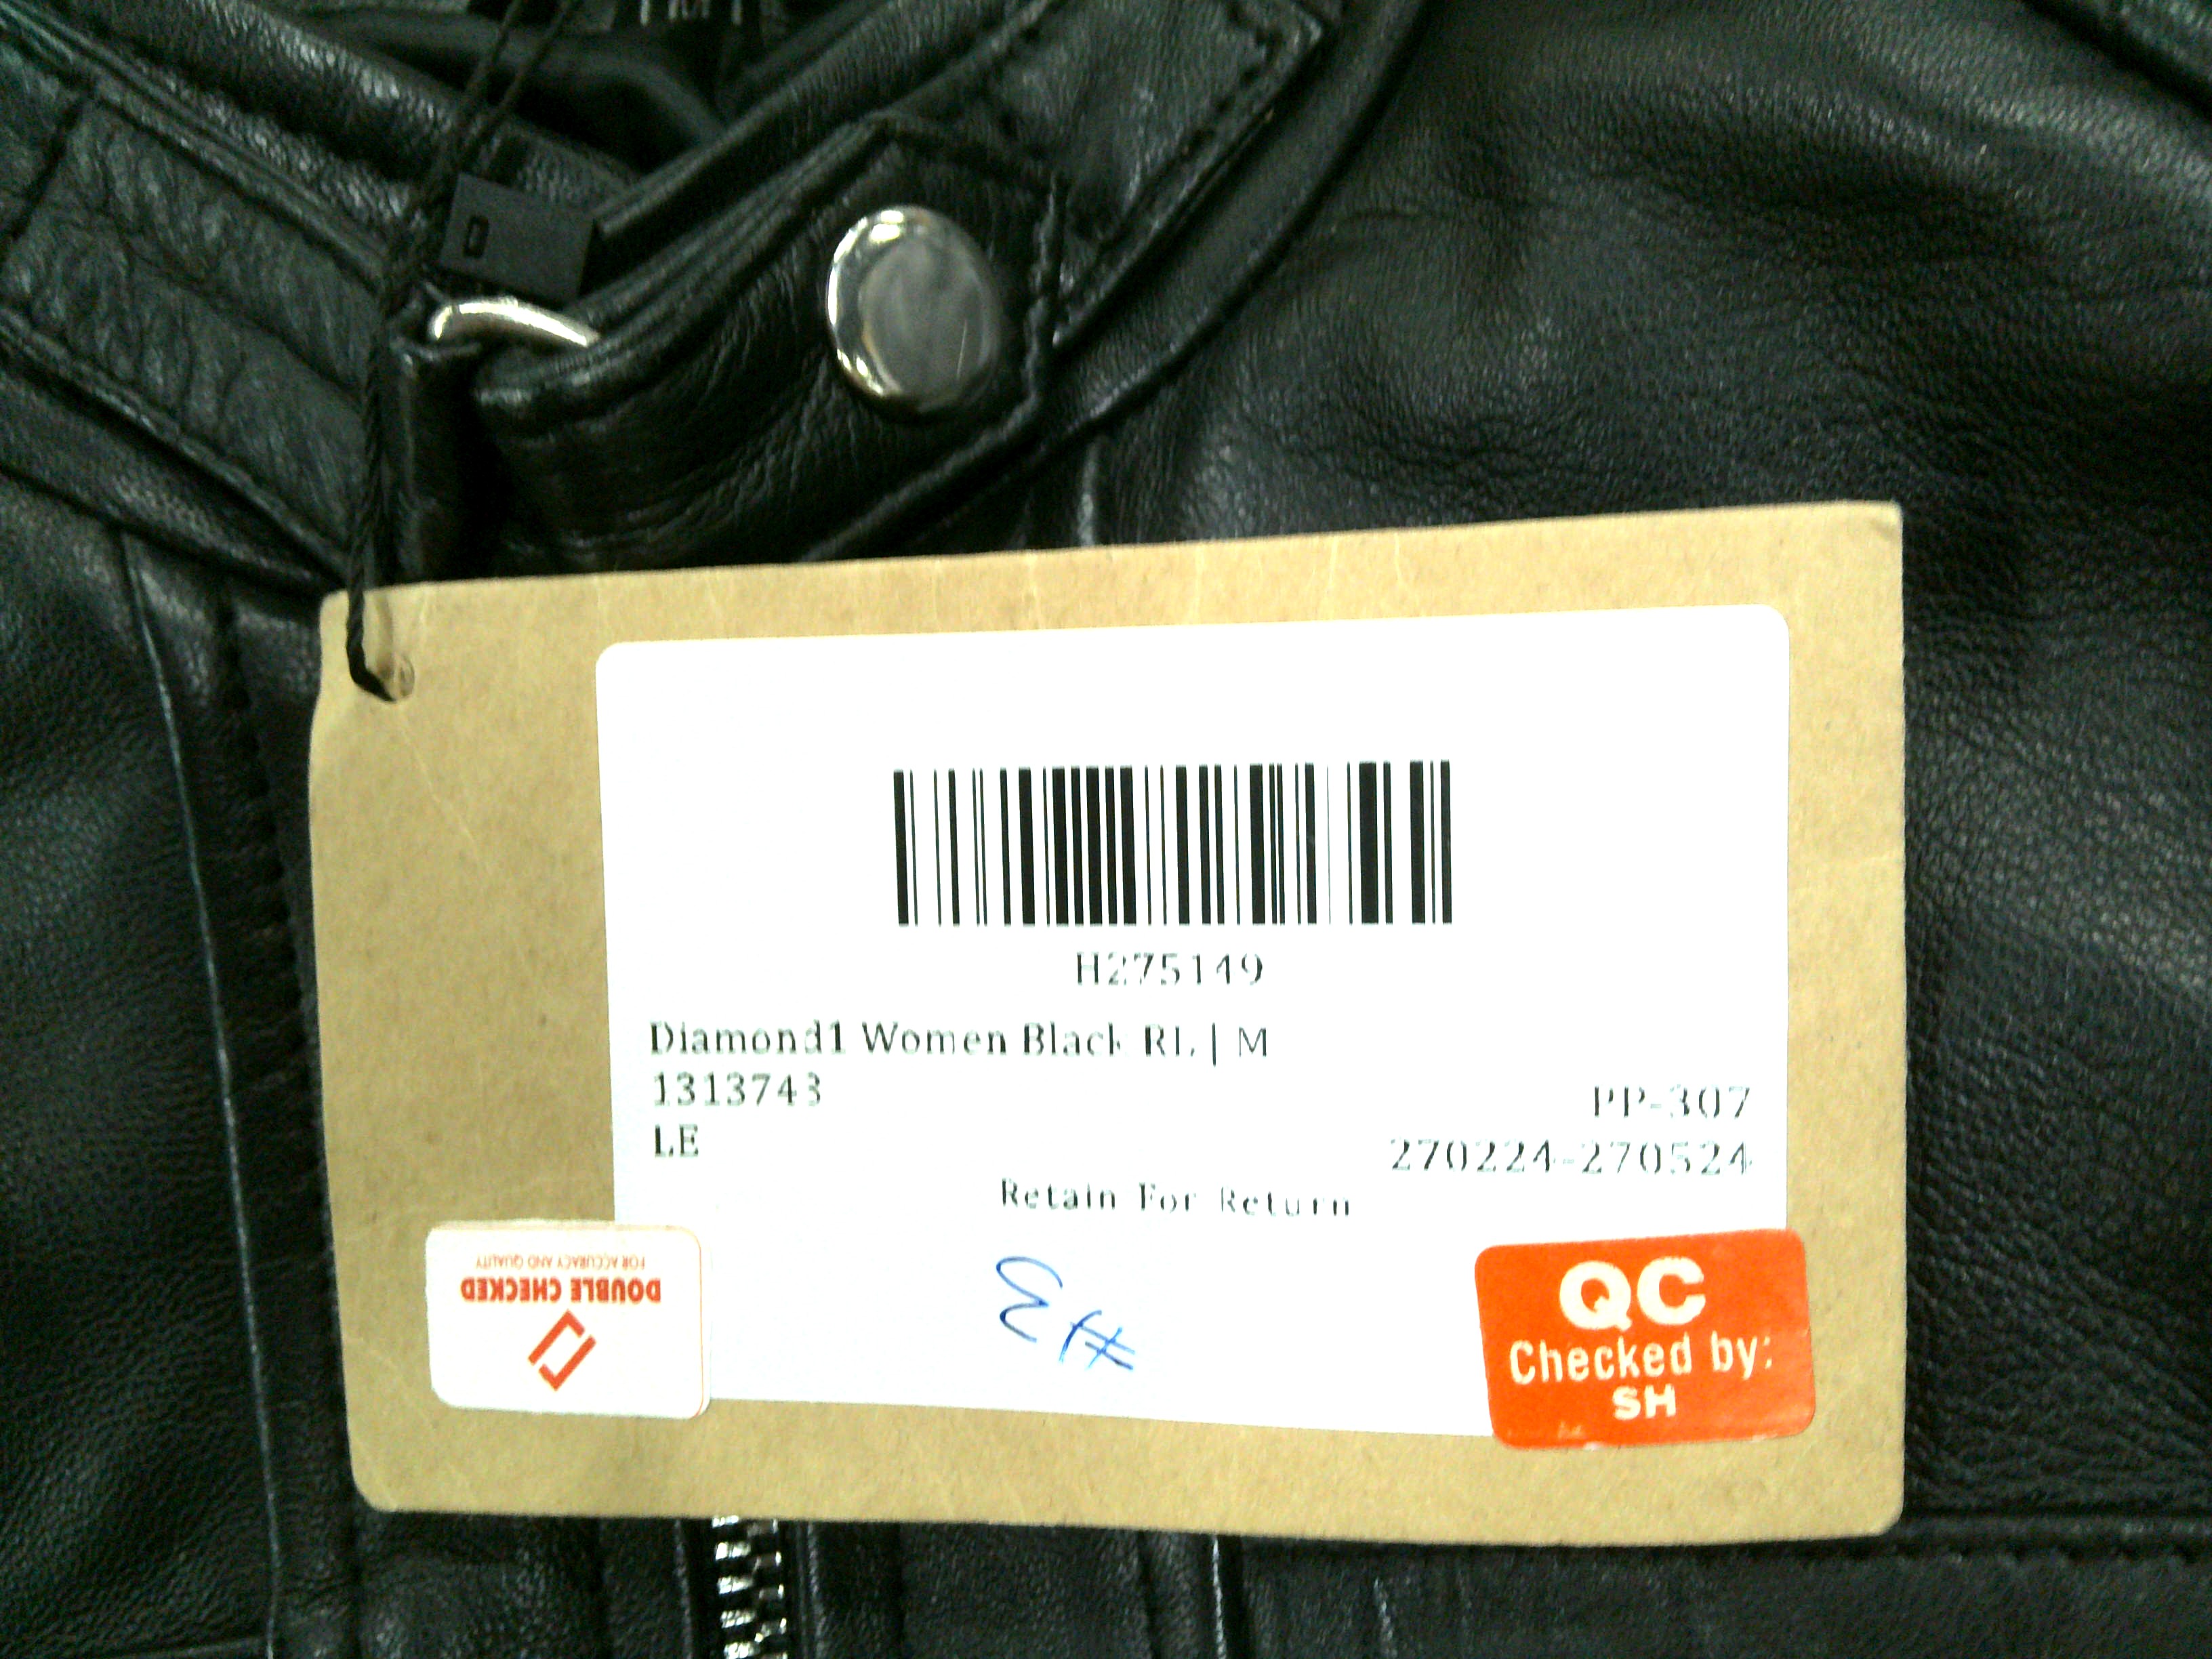 H275149
Diamond1 Women Black RL | M
1313743
PP-307
LE
270224-270524
Retain For Return
#3
DOUBLE CHECKED
FOR ACCURACY AND QUALITY
QC
Checked by:
SH